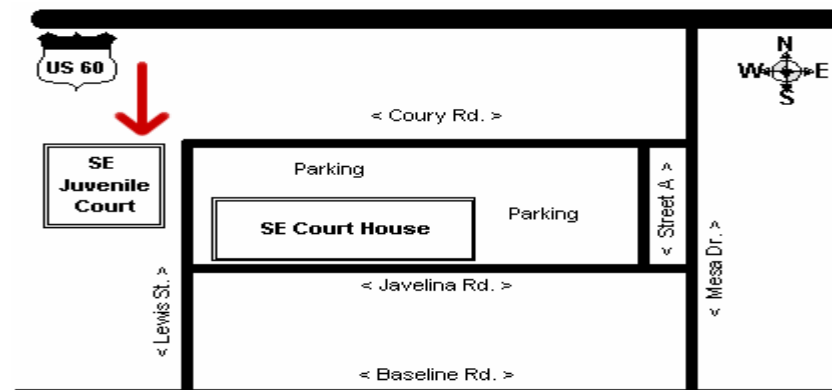 US 60
N
W E
S
< Coury Rd. >
SE
Juvenile
Court
Parking
SE Court House
Parking
< Street A >
< Mesa Dr. >
< Lewis St. >
< Javelina Rd. >
< Baseline Rd. >